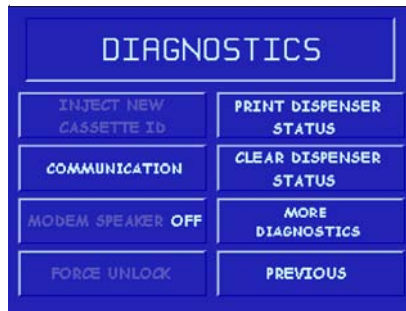 DIAGNOSTICS
INJECT NEW
CASSETTE ID
PRINT DISPENSER
STATUS
COMMUNICATION
CLEAR DISPENSER
STATUS
MODEM SPEAKER OFF
MORE
DIAGNOSTICS
FORCE UNLOCK
PREVIOUS